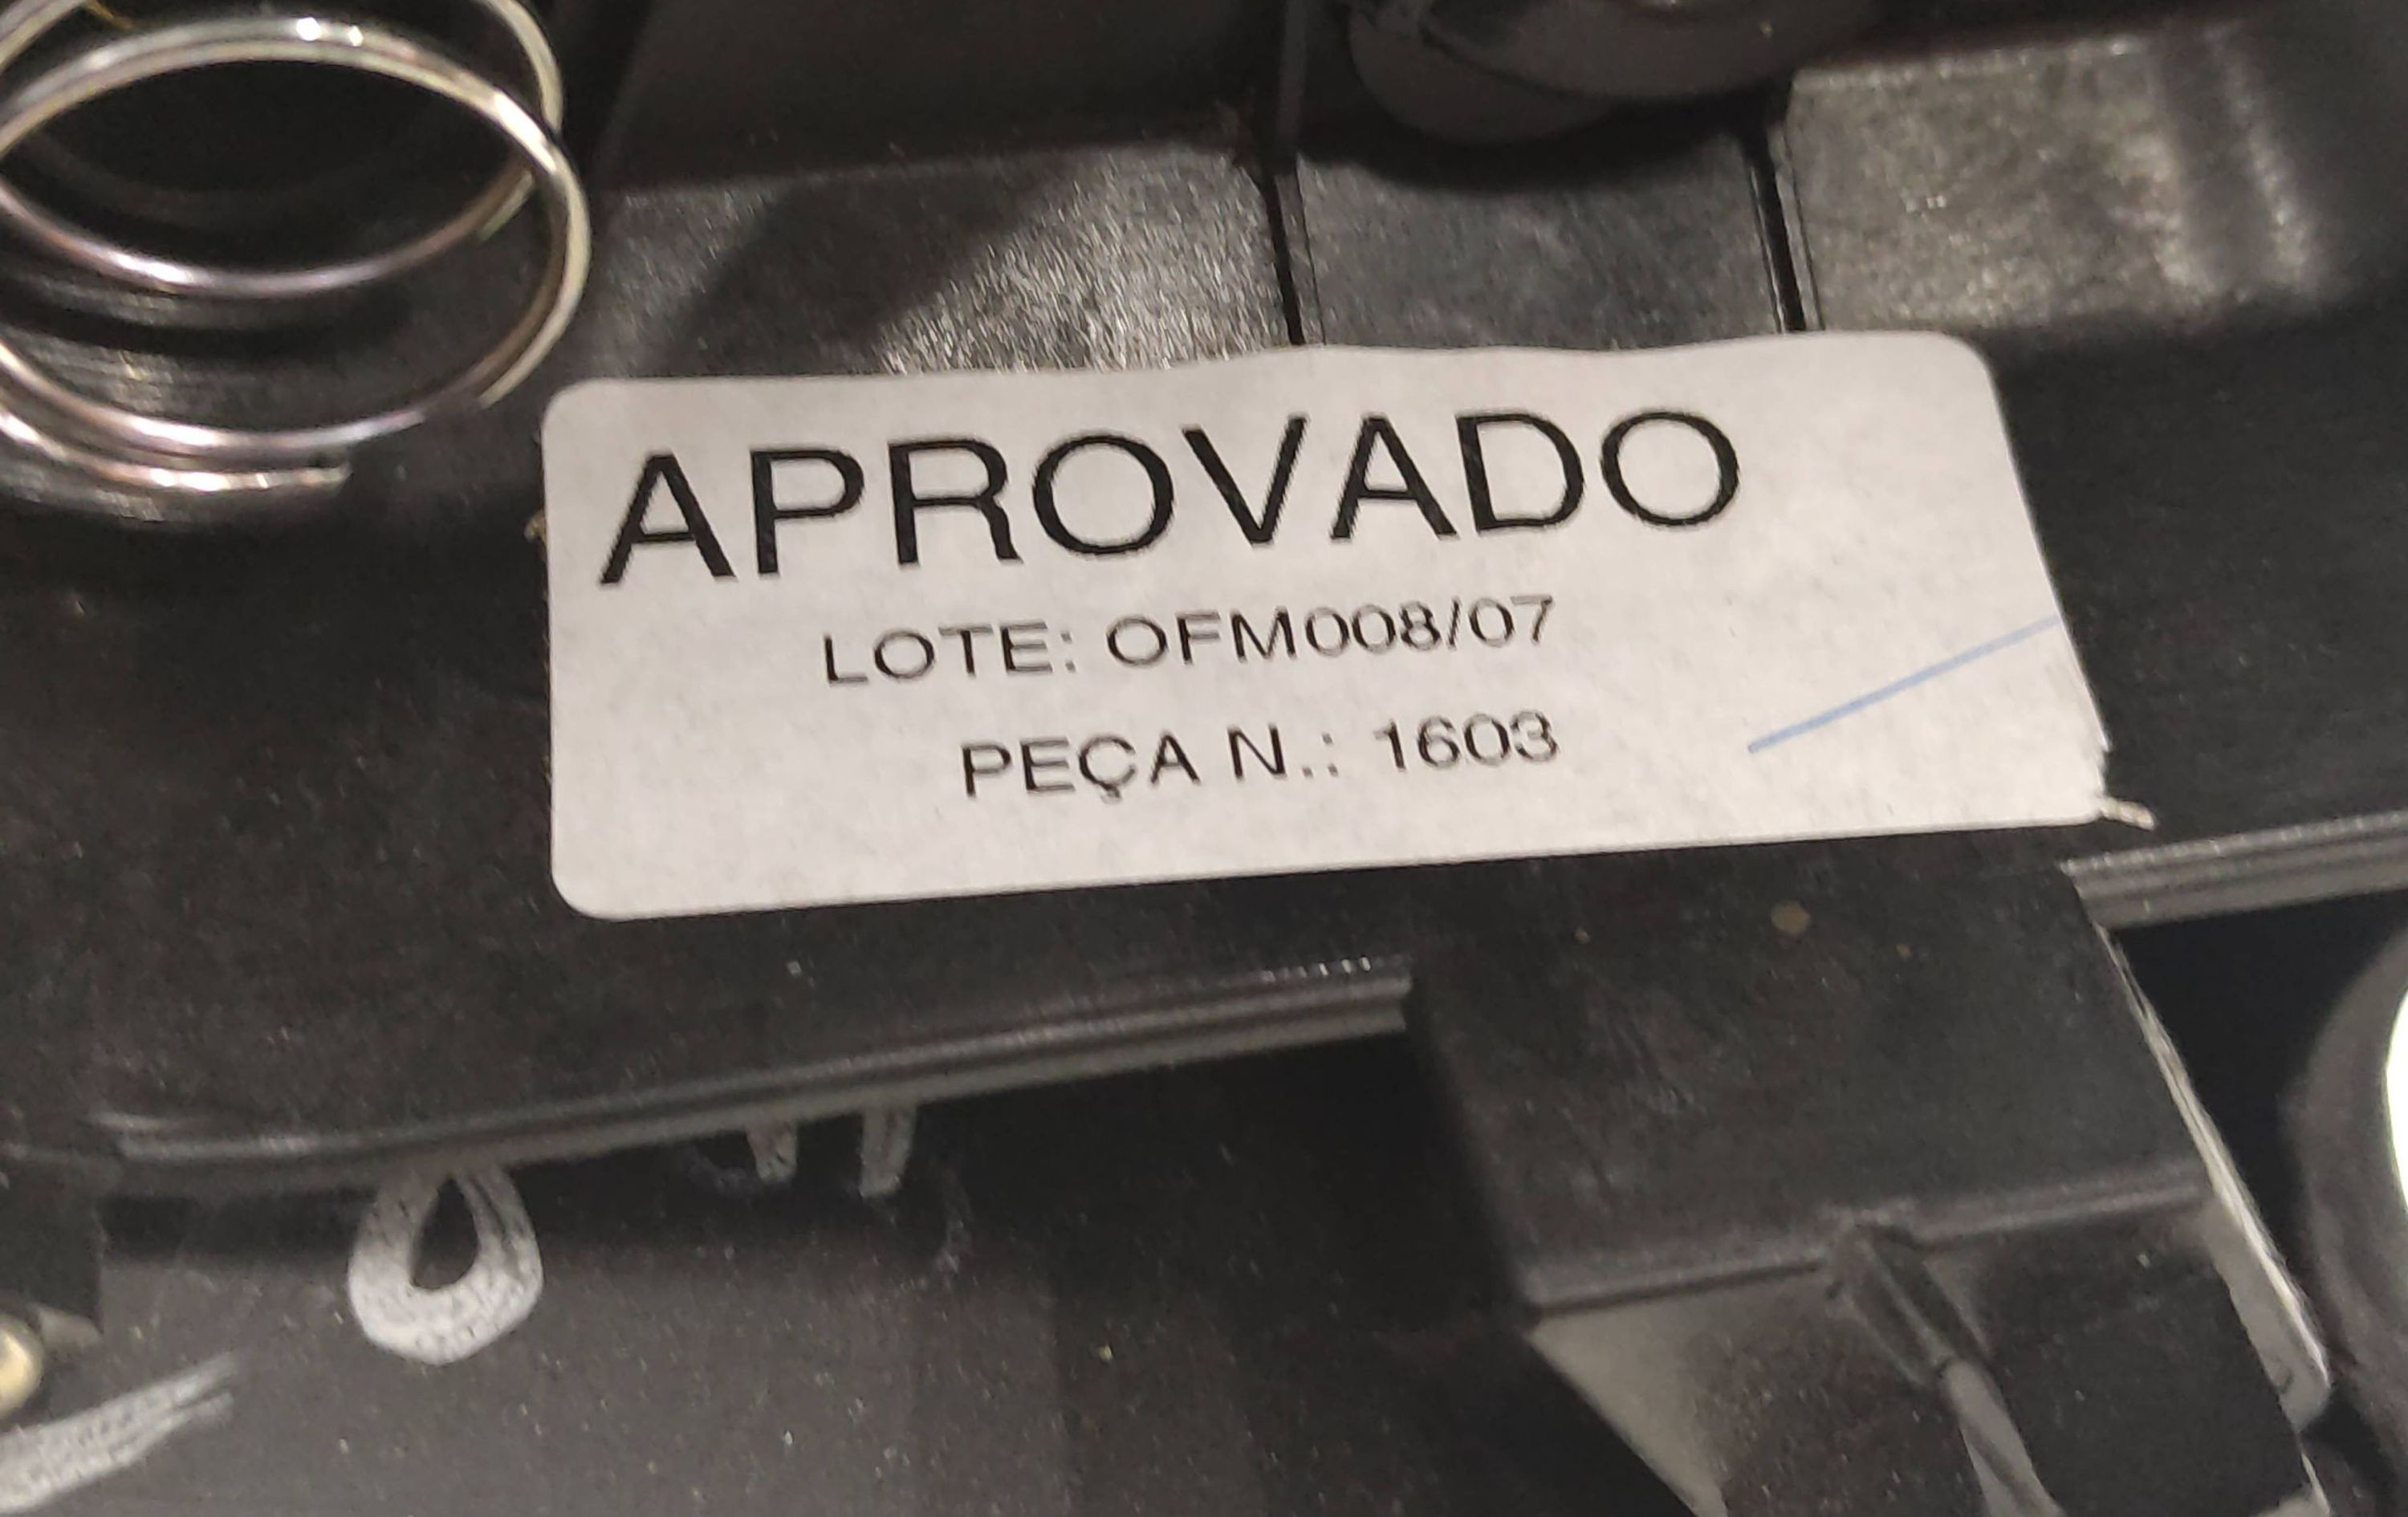 APROVADO
LOTE: OFM008/07
PEÇA N.: 1603